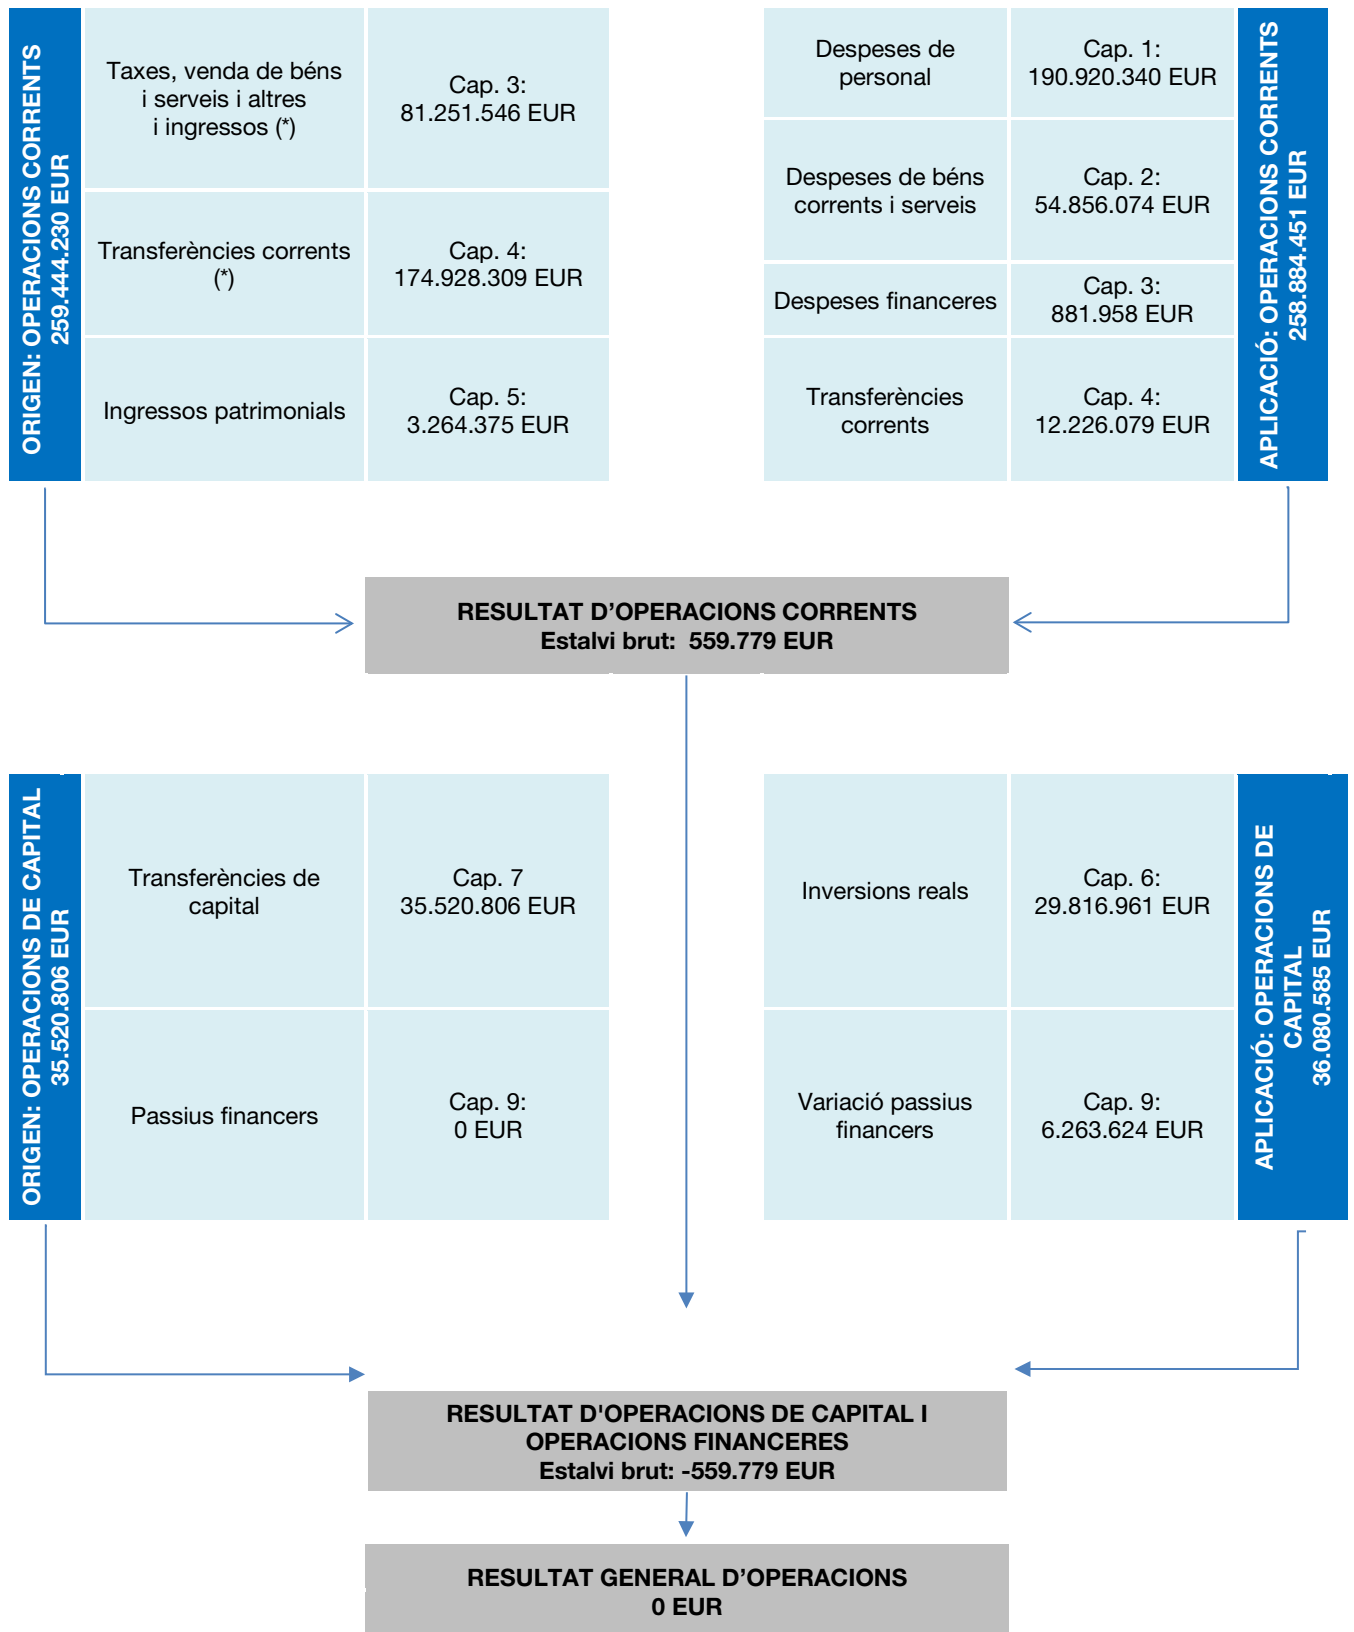 ORIGEN: OPERACIONS CORRENTS
259.444.230 EUR
Taxes, venda de béns
i serveis i altres
i ingressos (*)
Cap. 3:
81.251.546 EUR
Transferències corrents
(*)
Cap. 4:
174.928.309 EUR
Ingressos patrimonials
Cap. 5:
3.264.375 EUR
Despeses de
personal
Cap. 1:
190.920.340 EUR
Despeses de béns
corrents i serveis
Cap. 2:
54.856.074 EUR
Despeses financeres
Cap. 3:
881.958 EUR
Transferències
corrents
Cap. 4:
12.226.079 EUR
APLICACIÓ: OPERACIONS CORRENTS
258.884.451 EUR
RESULTAT D’OPERACIONS CORRENTS
Estalvi brut:  559.779 EUR
ORIGEN: OPERACIONS DE CAPITAL
35.520.806 EUR
Transferències de
capital
Cap. 7
35.520.806 EUR
Passius financers
Cap. 9:
0 EUR
Inversions reals
Cap. 6:
29.816.961 EUR
Variació passius
financers
Cap. 9:
6.263.624 EUR
APLICACIÓ: OPERACIONS DE
CAPITAL
36.080.585 EUR
RESULTAT D'OPERACIONS DE CAPITAL I
OPERACIONS FINANCERES
Estalvi brut: -559.779 EUR
RESULTAT GENERAL D’OPERACIONS
0 EUR